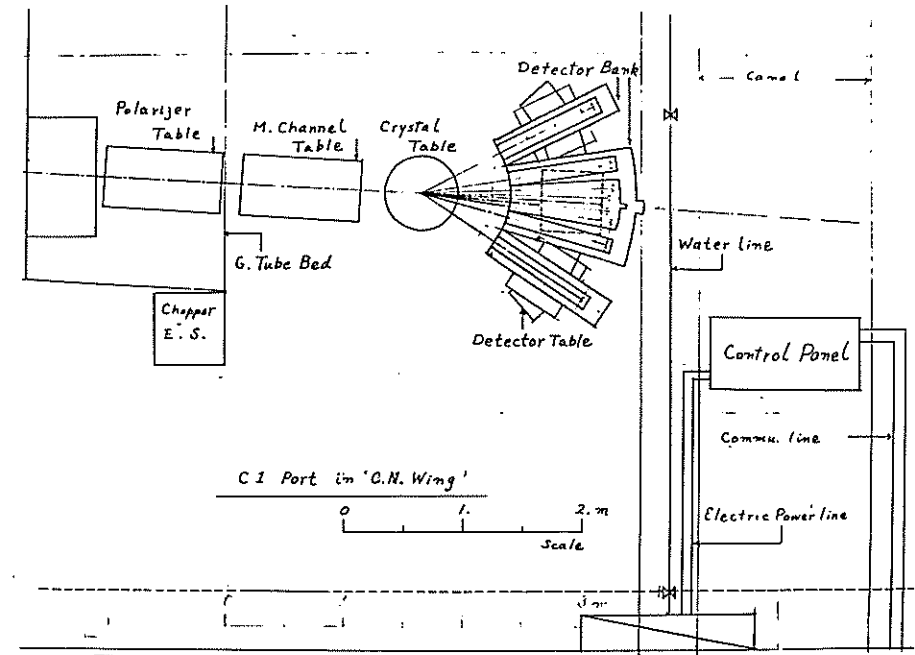 Detector Bank
Canal
Polarizer
Table
M. Channel
Table
Crystal
Table
Water line
G. Tube Bed
Chopper
E. S.
Detector Table
Control Panel
Commu. line
C1 Port in 'C.N. Wing'
0 1. 2. m
Scale
Electric Power line